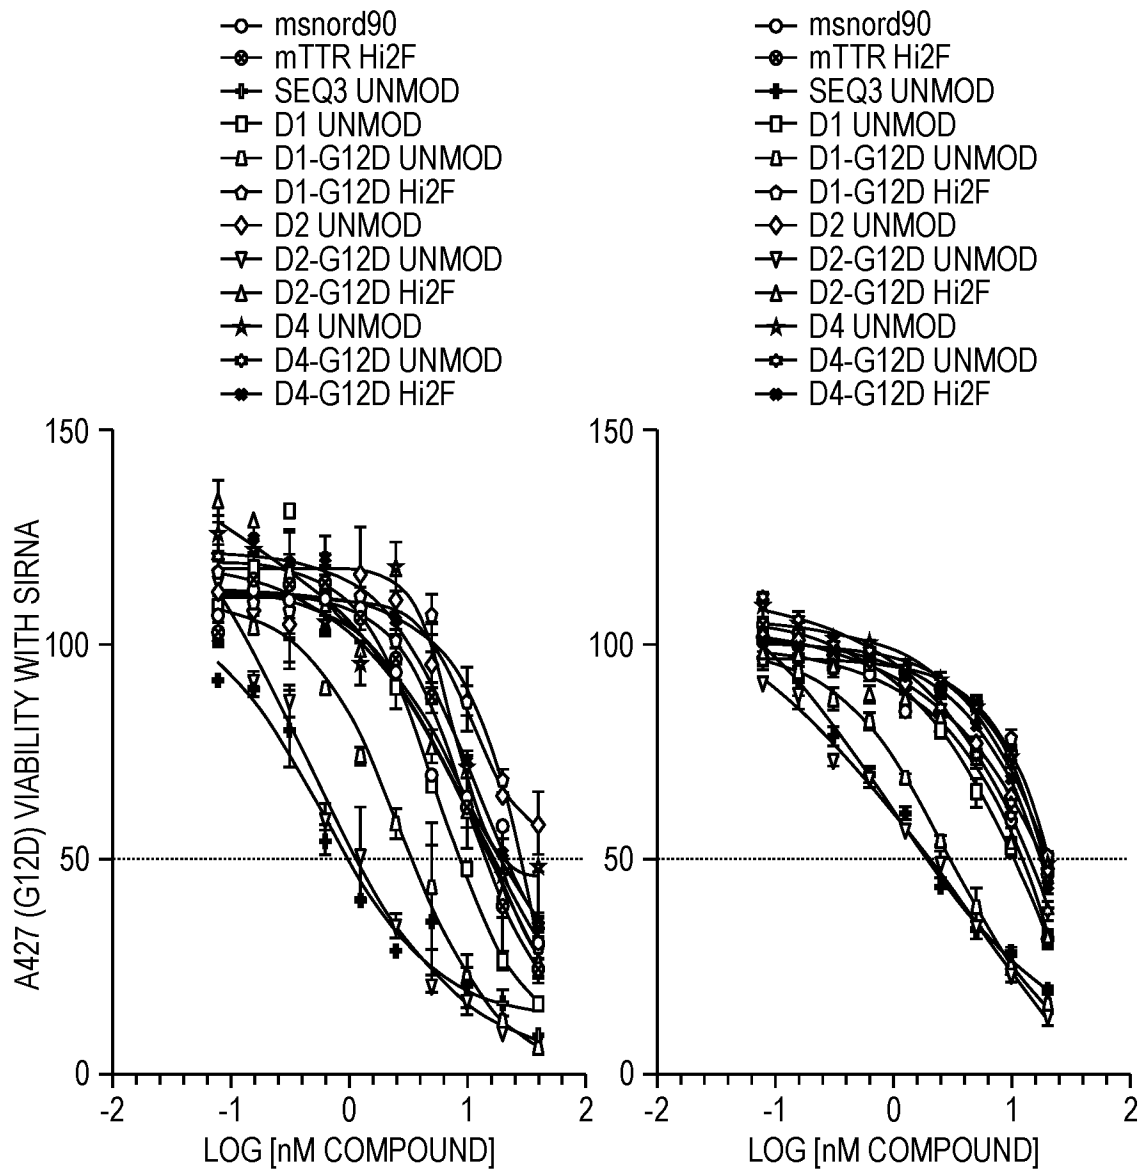 msnord90
mTTR Hi2F
SEQ3 UNMOD
D1 UNMOD
D1-G12D UNMOD
D1-G12D Hi2F
D2 UNMOD
D2-G12D UNMOD
D2-G12D Hi2F
D4 UNMOD
D4-G12D UNMOD
D4-G12D Hi2F
msnord90
mTTR Hi2F
SEQ3 UNMOD
D1 UNMOD
D1-G12D UNMOD
D1-G12D Hi2F
D2 UNMOD
D2-G12D UNMOD
D2-G12D Hi2F
D4 UNMOD
D4-G12D UNMOD
D4-G12D Hi2F
A427 (G12D) VIABILITY WITH SIRNA
150
100
50
0
-2 -1 0 1 2
LOG [nM COMPOUND]
150
100
50
0
-2 -1 0 1 2
LOG [nM COMPOUND]